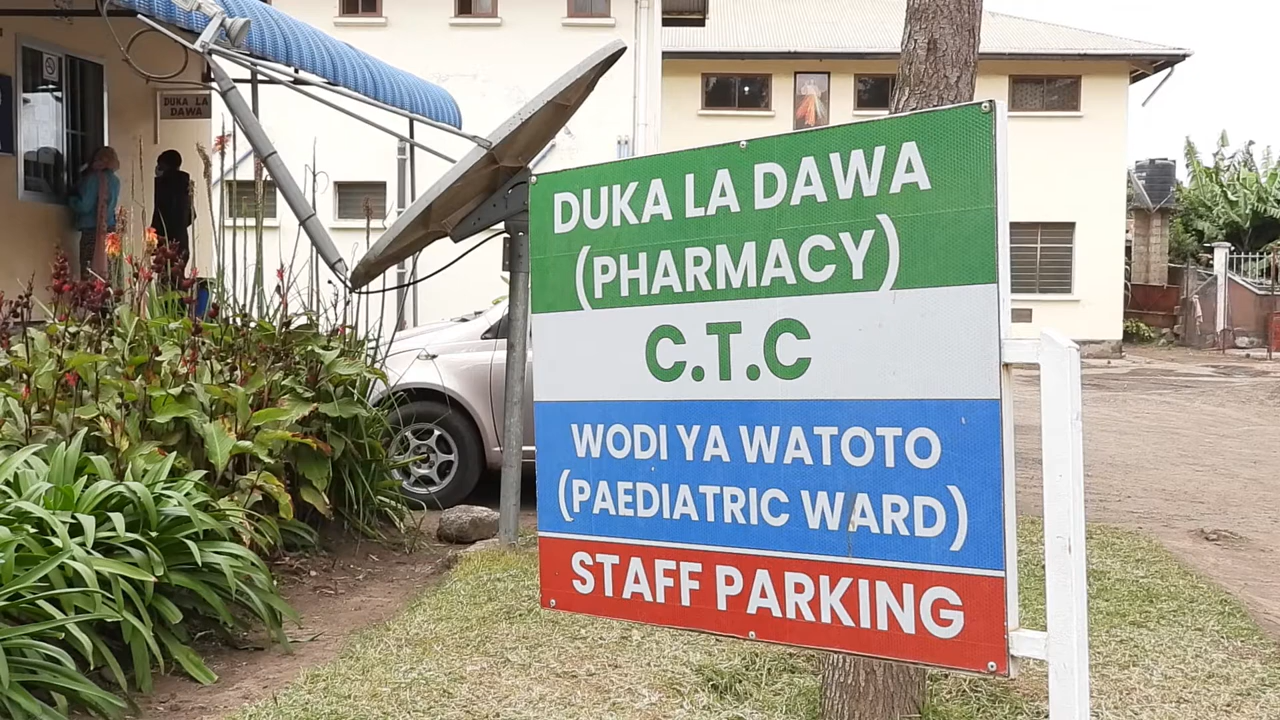 DUKA LA
DAWA
DUKA LA DAWA
(PHARMACY)
C.T.C
WODI YA WATOTO
(PAEDIATRIC WARD)
STAFF PARKING